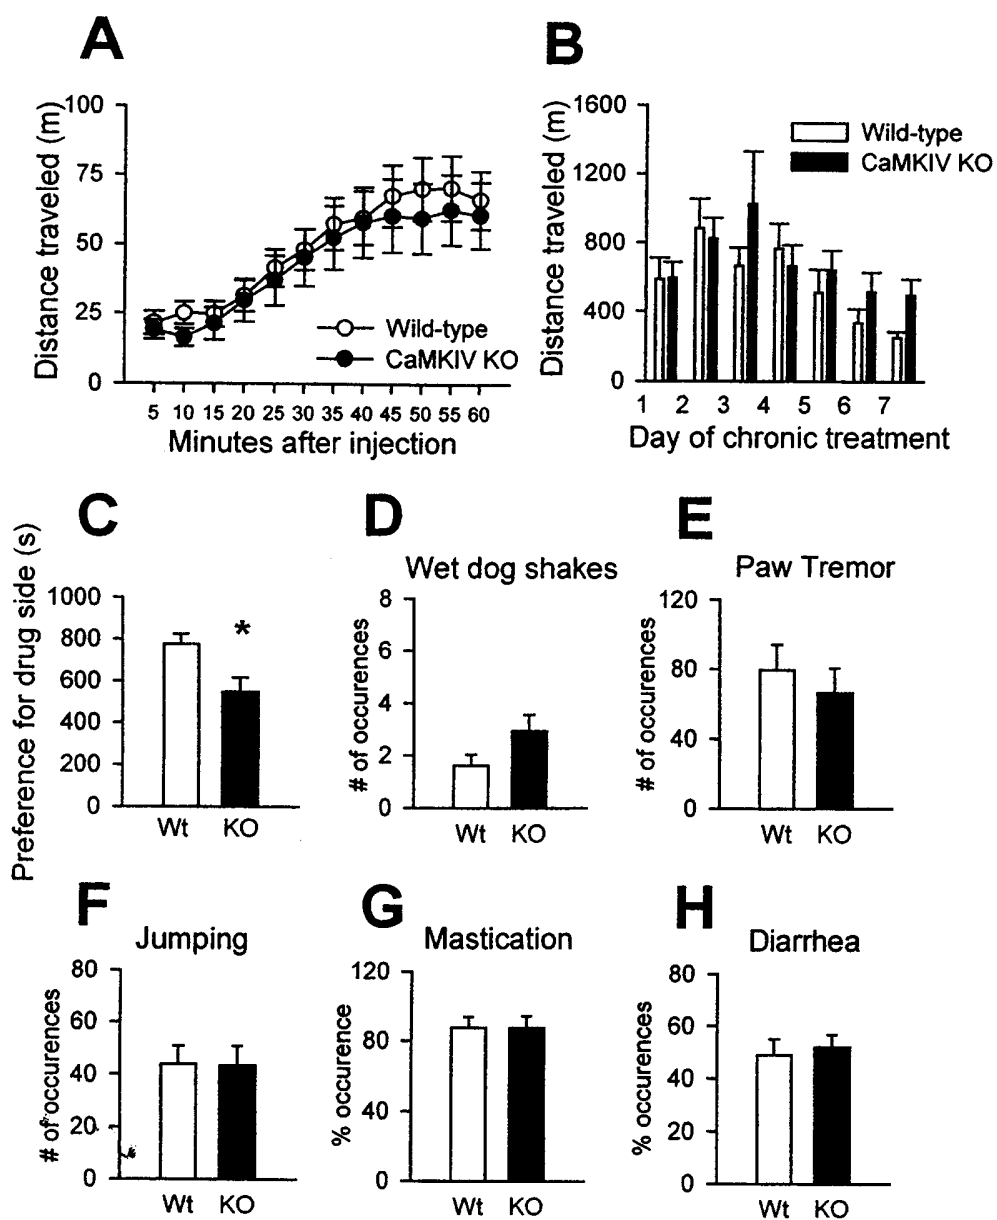 A
B
100
75
50
25
0
Distance traveled (m)
Wild-type
CaMKIV KO
5 10 15 20 25 30 35 40 45 50 55 60
Minutes after injection
1600
1200
800
400
0
Distance traveled (m)
Wild-type
CaMKIV KO
1 2 3 4 5 6 7
Day of chronic treatment
C
D
E
Preference for drug side (s)
1000
800
600
400
200
0
*
Wt KO
Wet dog shakes
# of occurences
8
6
4
2
0
Wt KO
Paw Tremor
# of occurences
120
80
40
0
Wt KO
F
G
H
Jumping
# of occurences
80
60
40
20
0
Wt KO
Mastication
% occurence
120
80
40
0
Wt KO
Diarrhea
% occurences
80
60
40
20
0
Wt KO